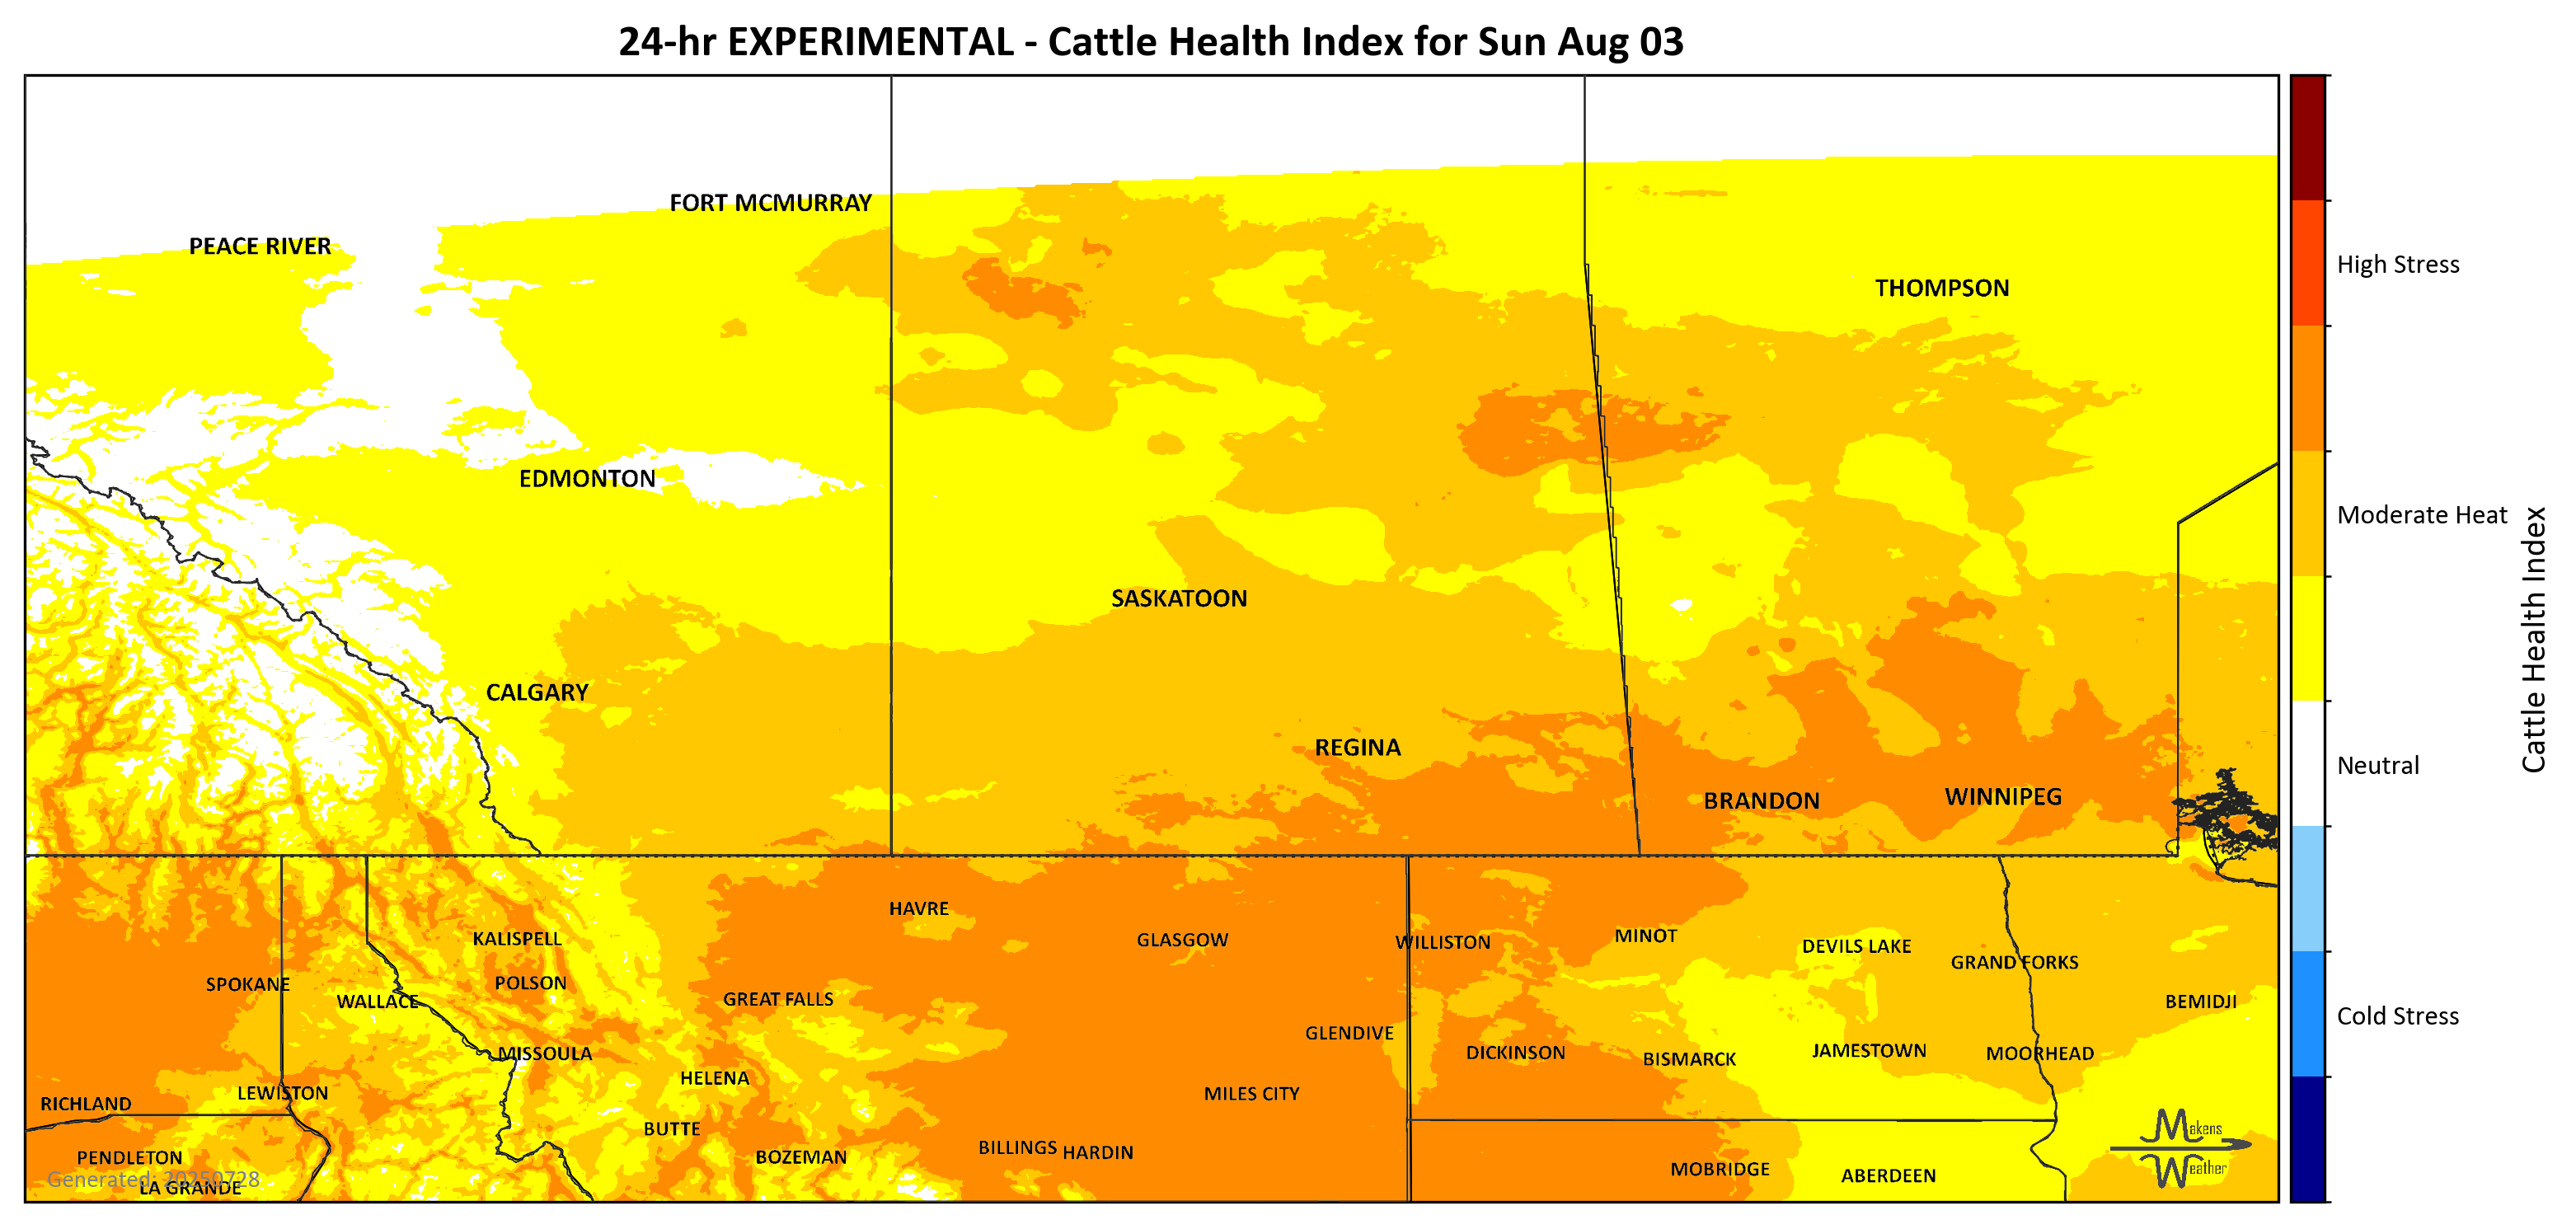 24-hr EXPERIMENTAL - Cattle Health Index for Sun Aug 03
FORT MCMURRAY
PEACE RIVER
THOMPSON
EDMONTON
SASKATOON
CALGARY
REGINA
BRANDON
WINNIPEG
HAVRE
KALISPELL
GLASGOW
WILLISTON
MINOT
DEVILS LAKE
GRAND FORKS
SPOKANE
POLSON
WALLACE
GREAT FALLS
BEMIDJI
GLENDIVE
MISSOULA
DICKINSON
BISMARCK
JAMESTOWN
MOORHEAD
HELENA
LEWISTON
MILES CITY
RICHLAND
BUTTE
BILLINGS
HARDIN
PENDLETON
BOZEMAN
MOBRIDGE
ABERDEEN
Generated: 20250728
LA GRANDE
Makens
Weather
High Stress
Moderate Heat
Neutral
Cold Stress
Cattle Health Index